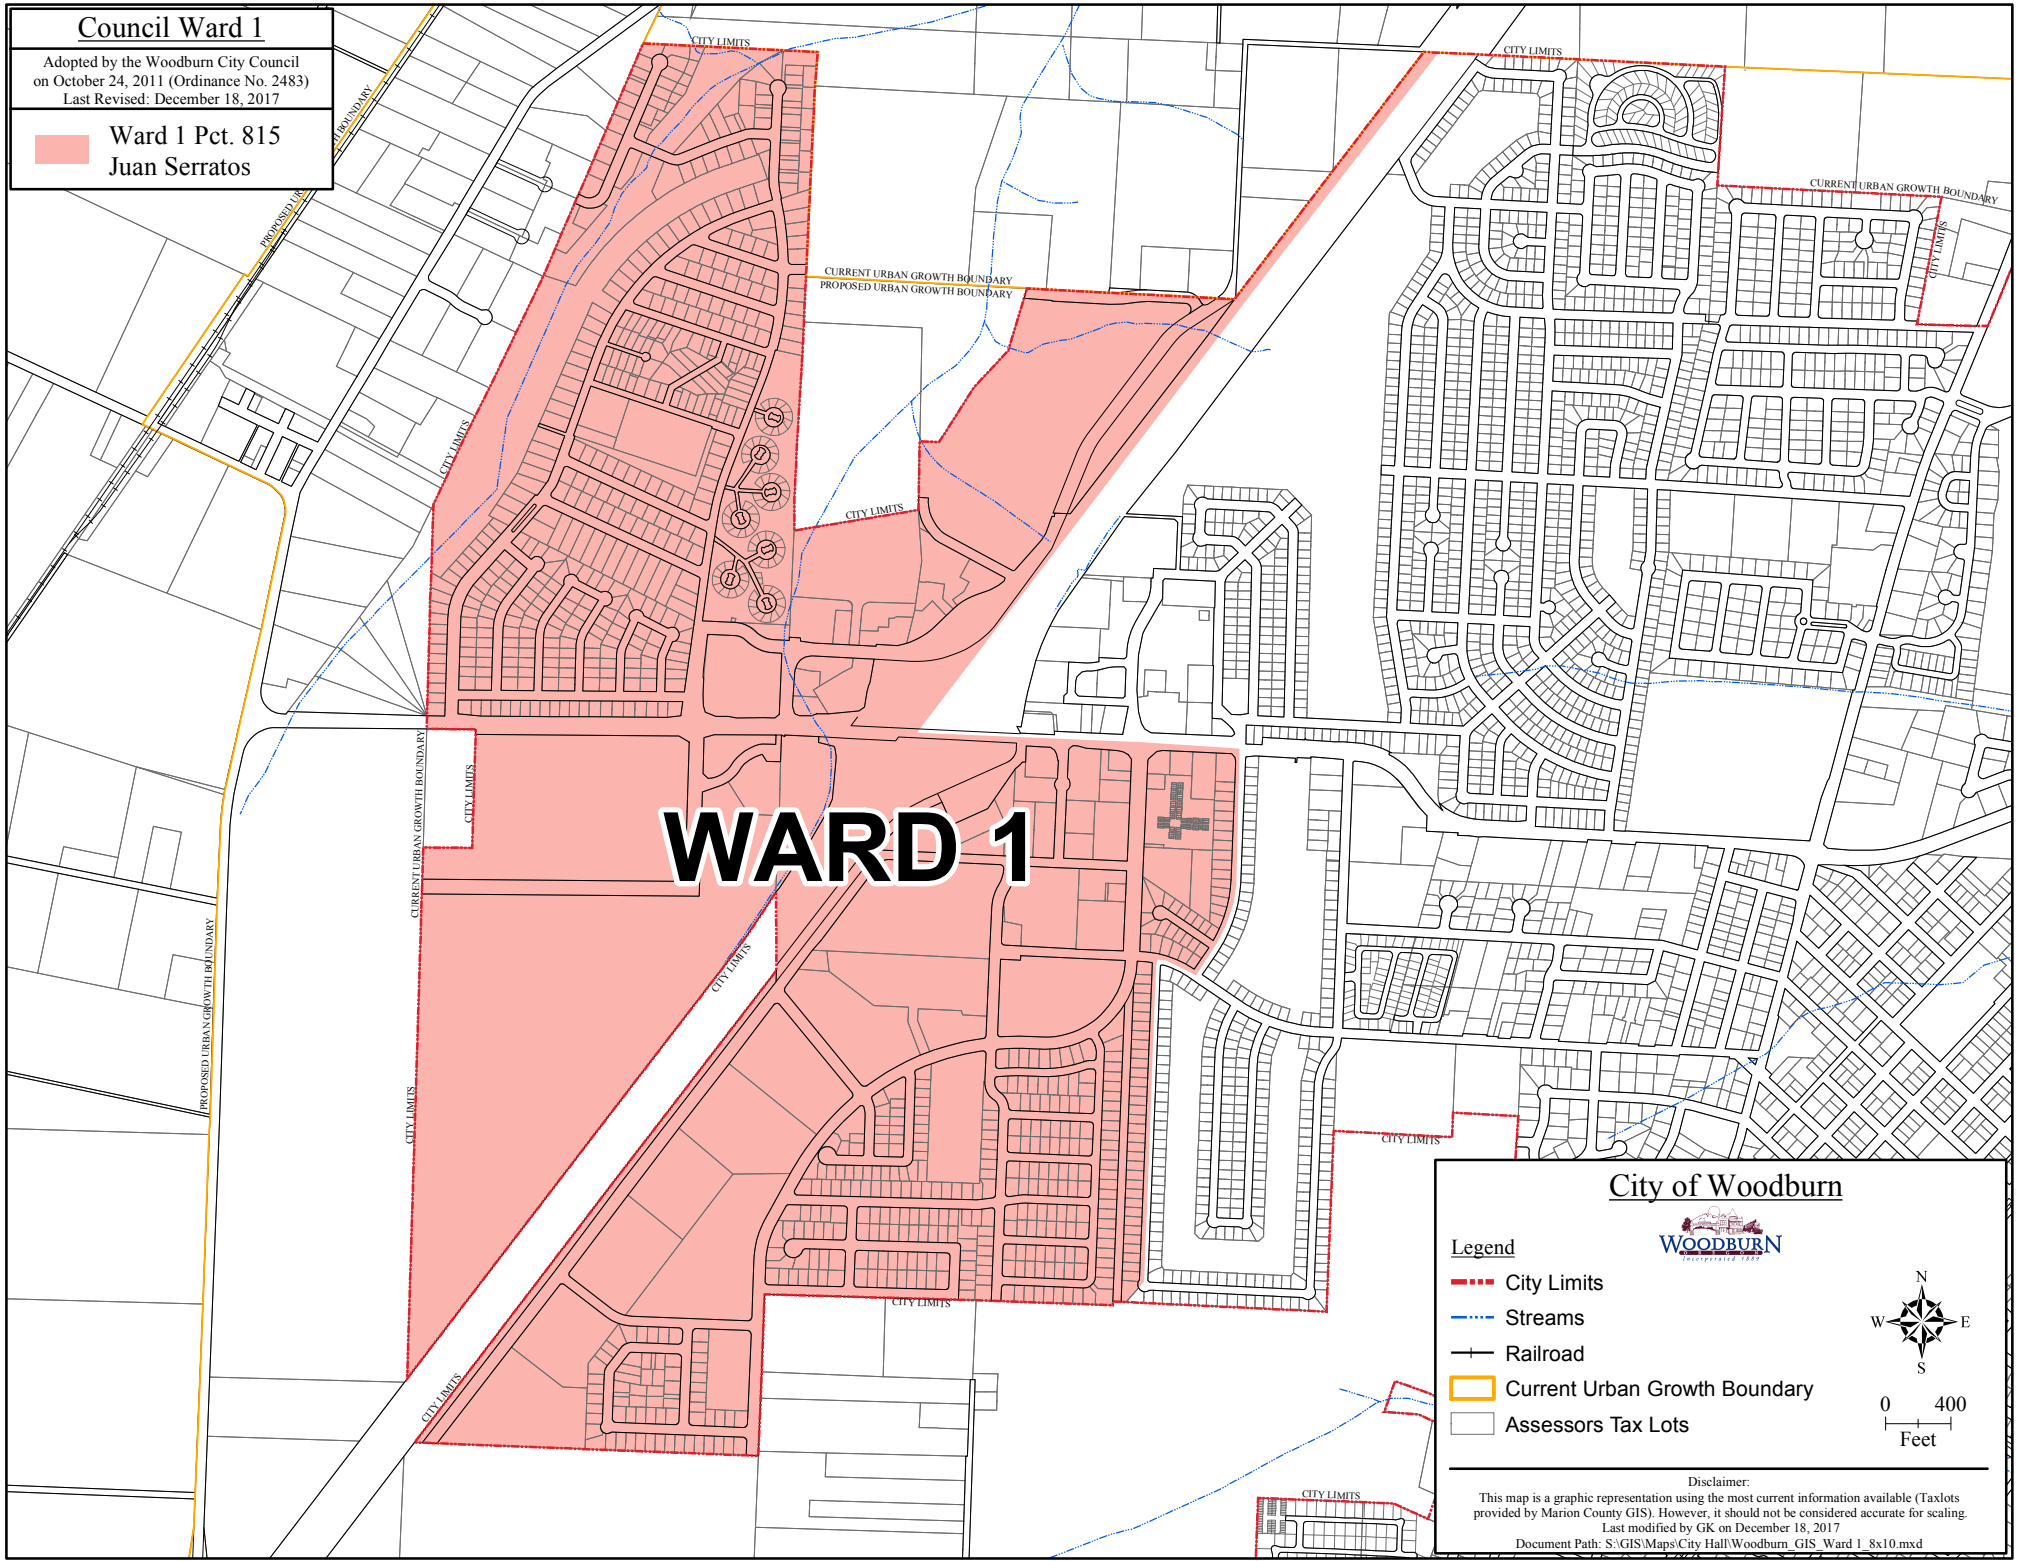 Council Ward 1
Adopted by the Woodburn City Council
on October 24, 2011 (Ordinance No. 2483)
Last Revised: December 18, 2017
Ward 1 Pct. 815
Juan Serratos
CITY LIMITS
CITY LIMITS
BOUNDARY
PROPOSED
CURRENT URBAN GROWTH BOUNDARY
CITY LIMITS
CURRENT URBAN GROWTH BOUNDARY
PROPOSED URBAN GROWTH BOUNDARY
CITY LIMITS
CITY LIMITS
CURRENT URBAN GROWTH BOUNDARY
CITY LIMITS
WARD 1
CITY LIMITS
PROPOSED URBAN GROWTH BOUNDARY
CITY LIMITS
CITY LIMITS
CITY LIMITS
CITY LIMITS
CITY LIMITS
City of Woodburn
WOODBURN
OREGON
Incorporated 1889
Legend
City Limits
Streams
Railroad
Current Urban Growth Boundary
Assessors Tax Lots
N
W E
S
0 400
Feet
Disclaimer:
This map is a graphic representation using the most current information available (Taxlots
provided by Marion County GIS). However, it should not be considered accurate for scaling.
Last modified by GK on December 18, 2017
Document Path: S:\GIS\Maps\City Hall\Woodburn_GIS_Ward 1_8x10.mxd